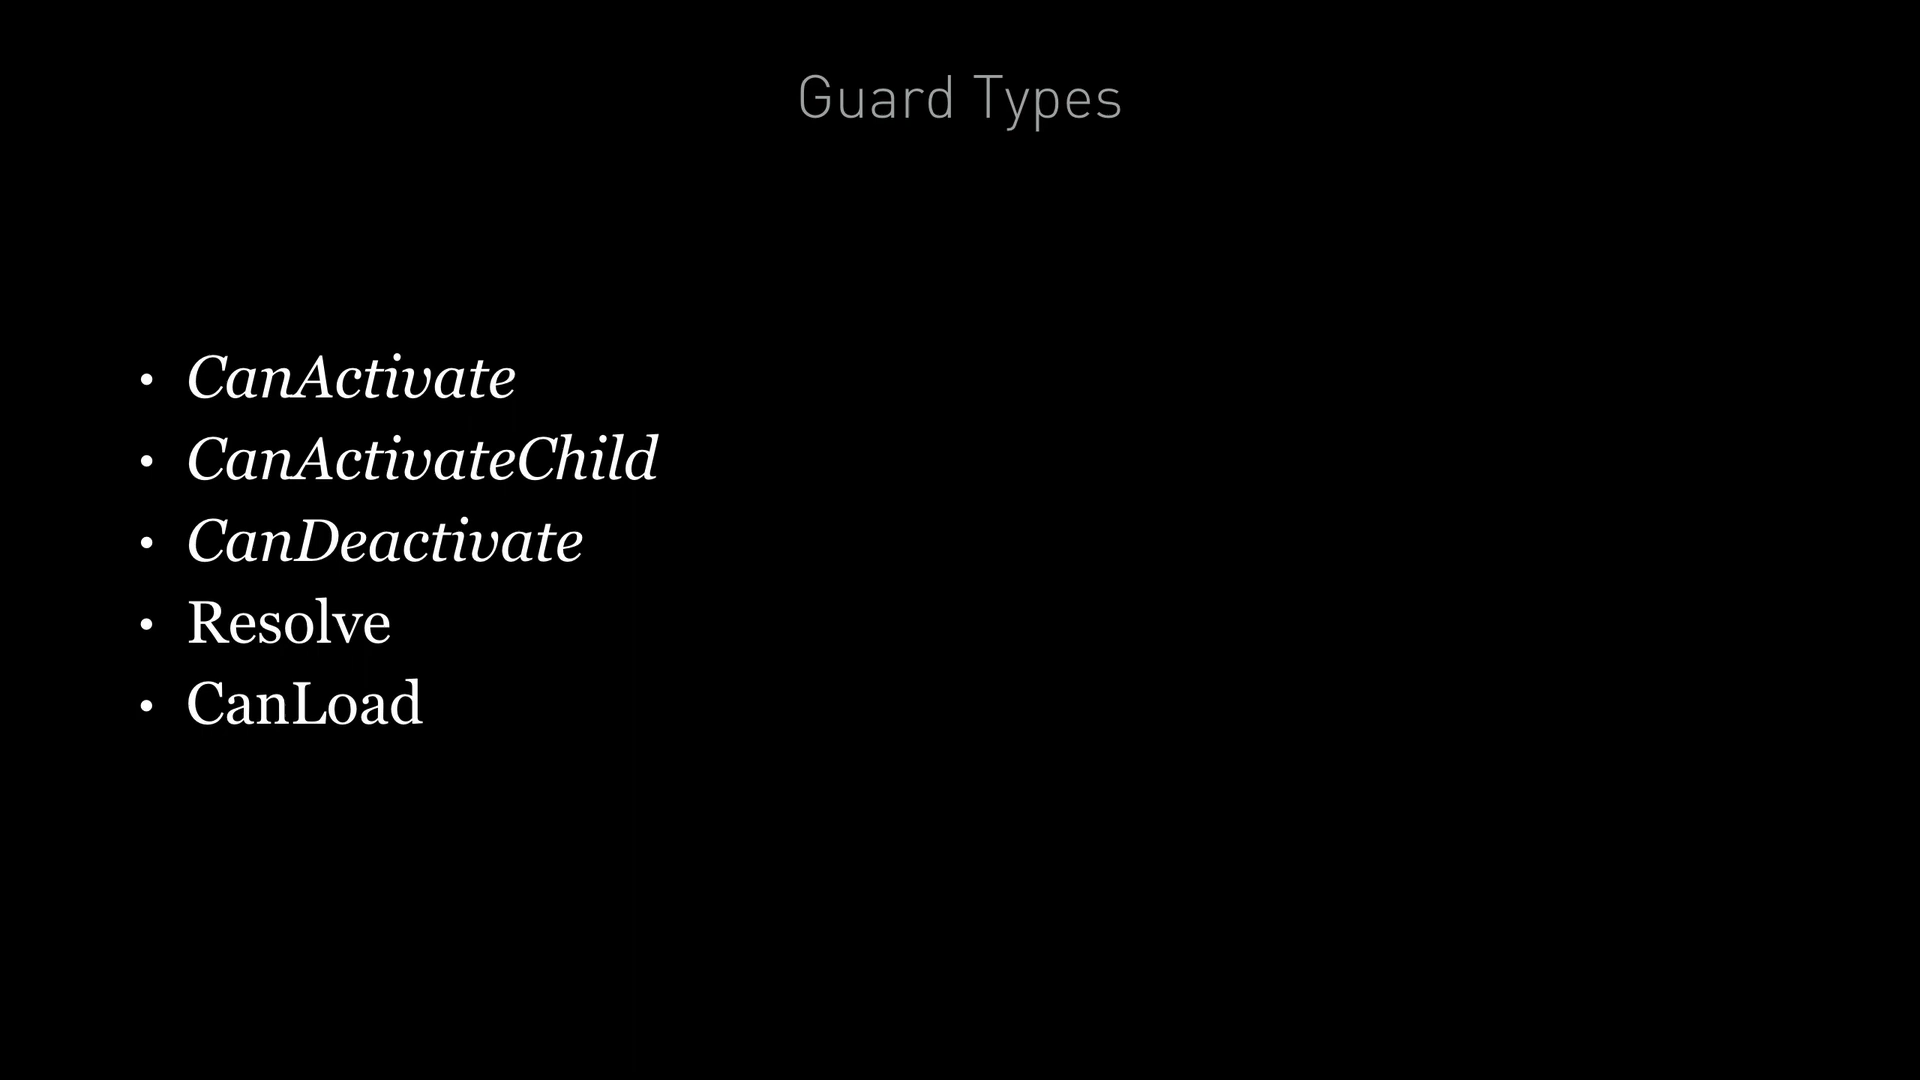 Guard Types
• CanActivate
• CanActivateChild
• CanDeactivate
• Resolve
• CanLoad